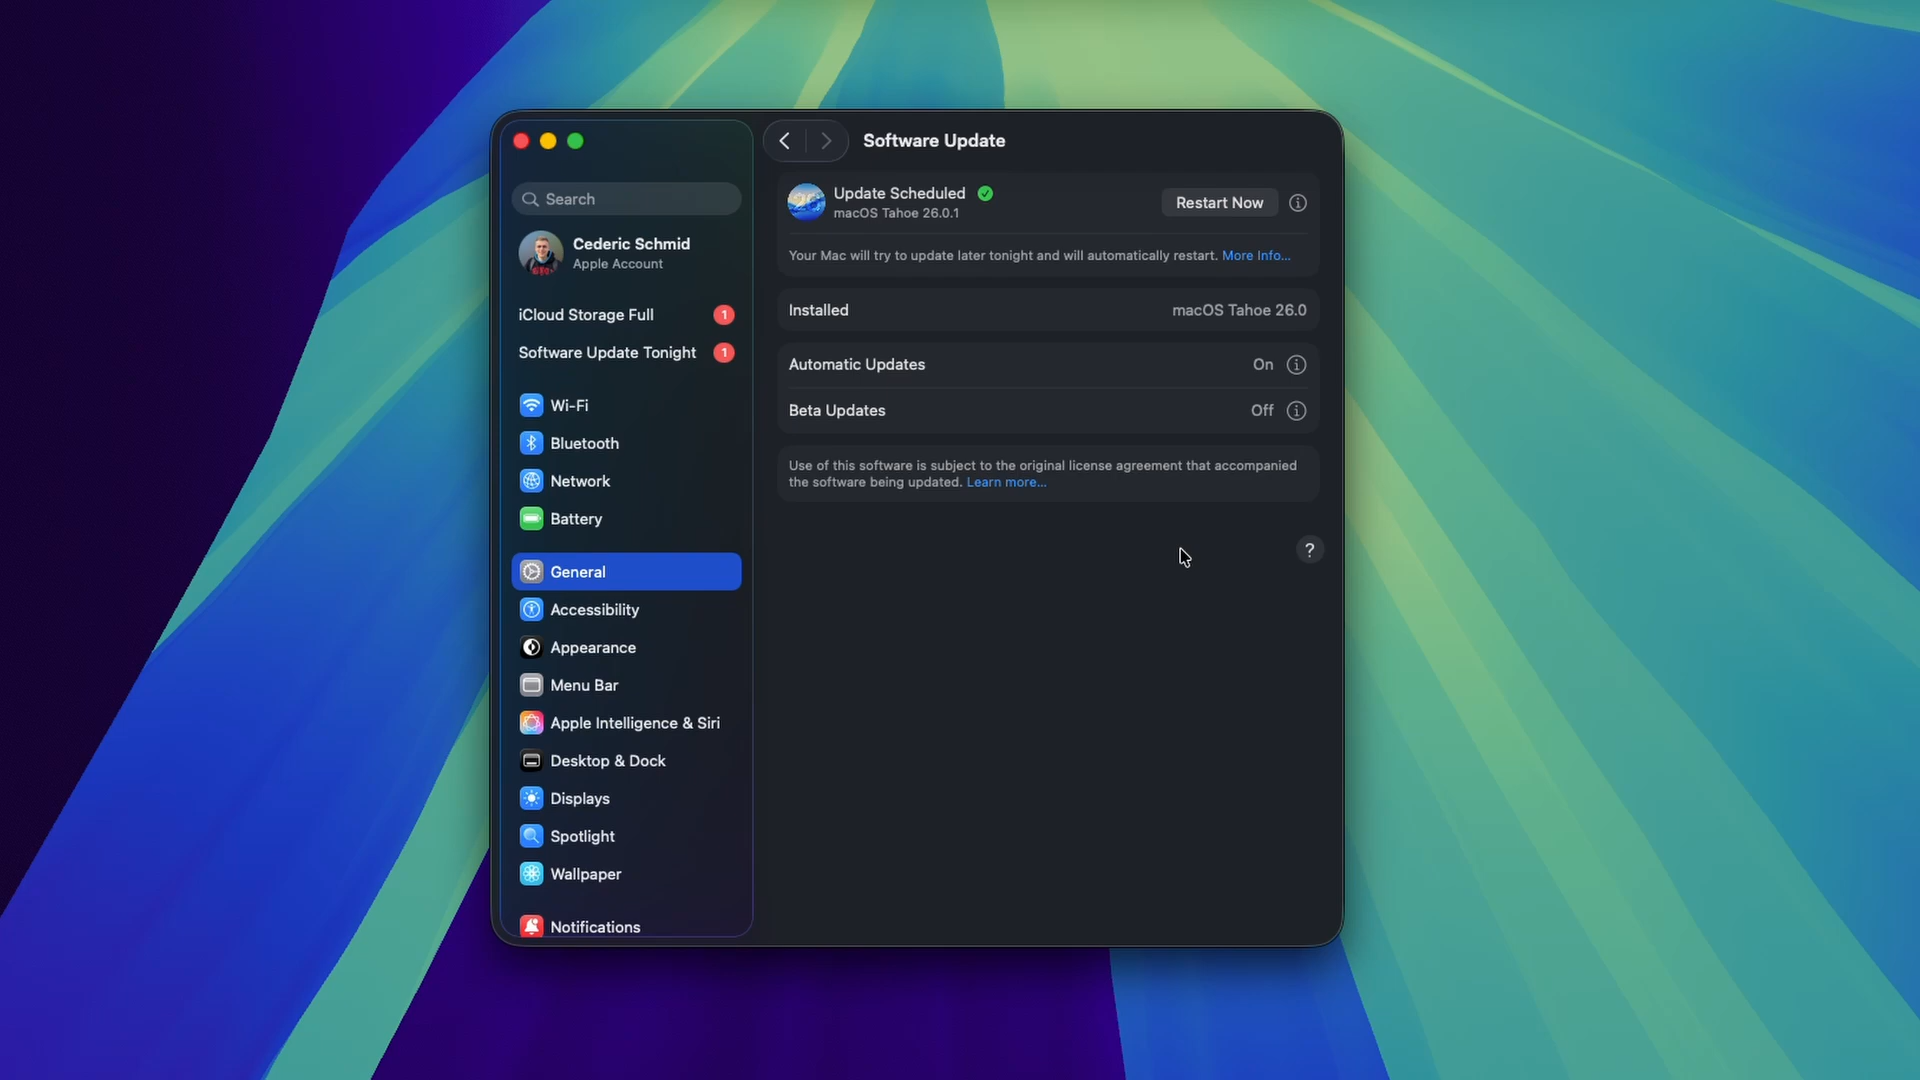 Software Update
Search
Cederic Schmid
Apple Account
iCloud Storage Full 1
Software Update Tonight 1
Wi-Fi
Bluetooth
Network
Battery
General
Accessibility
Appearance
Menu Bar
Apple Intelligence & Siri
Desktop & Dock
Displays
Spotlight
Wallpaper
Notifications
26
Update Scheduled
macOS Tahoe 26.0.1
Restart Now
Your Mac will try to update later tonight and will automatically restart. More Info...
Installed macOS Tahoe 26.0
Automatic Updates On
Beta Updates Off
Use of this software is subject to the original license agreement that accompanied
the software being updated. Learn more...
?